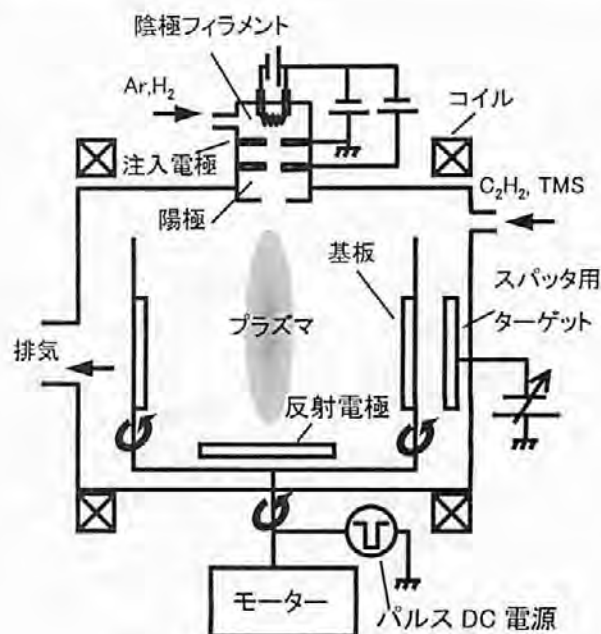 陰極フィラメント
Ar,H₂
コイル
注入電極
陽極
C₂H₂, TMS
基板
スパッタ用
ターゲット
プラズマ
排気
反射電極
モーター
パルス DC 電源